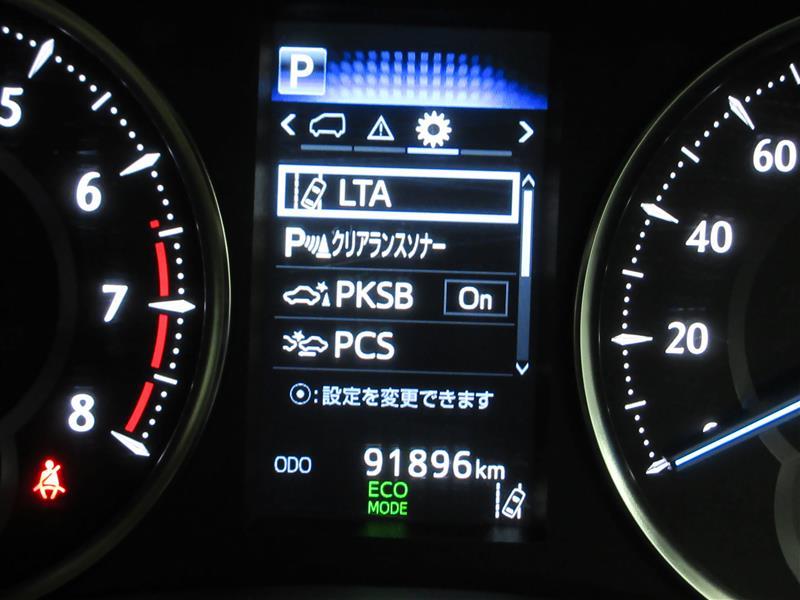 P
LTA
Pクリアランスソナー
PKSB On
PCS
:設定を変更できます
ODO 91896km
ECO
MODE
5
6
7
8
60
40
20